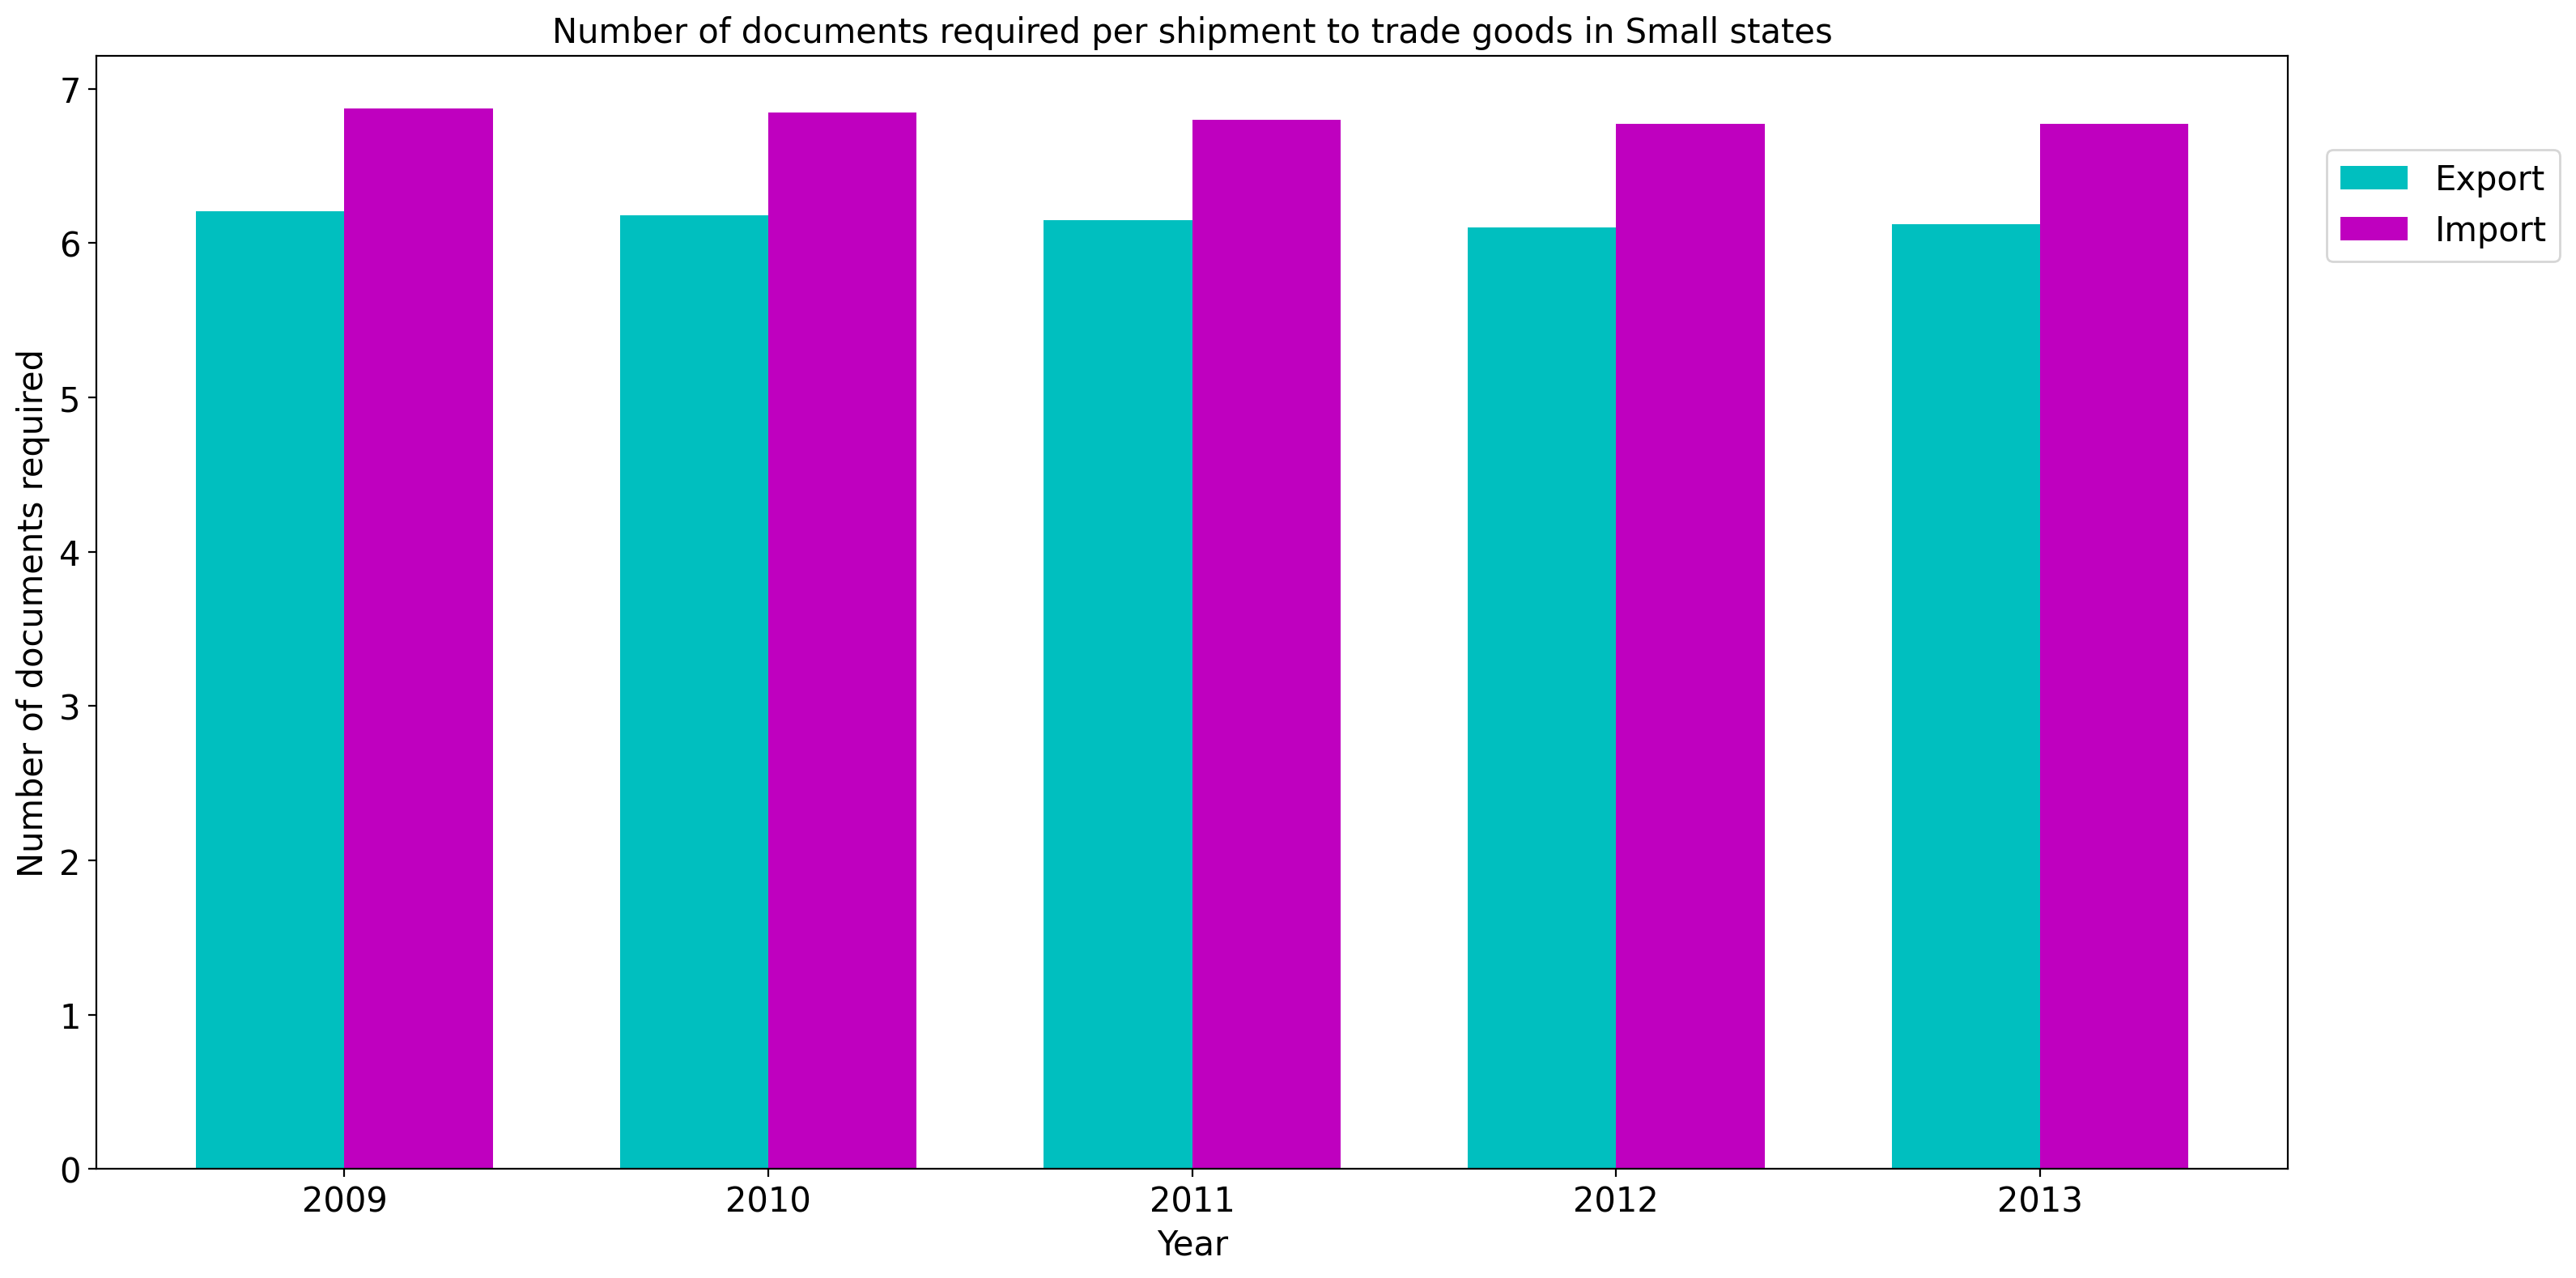 Number of documents required per shipment to trade goods in Small states
Number of documents required
7
6
5
4
3
2
1
0
2009 2010 2011 2012 2013
Year
Export
Import